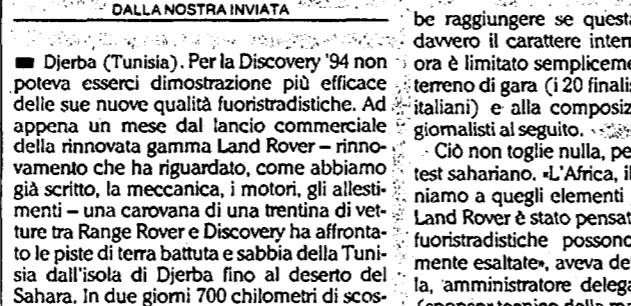 DALLA NOSTRA INVIATA
Djerba (Tunisia). Per la Discovery '94 non
poteva esserci dimostrazione più efficace
delle sue nuove qualità fuoristradistiche. Ad
appena un mese dal lancio commerciale
della rinnovata gamma Land Rover – rinno-
vamento che ha riguardato, come abbiamo
già scritto, la meccanica, i motori, gli allesti-
menti – una carovana di una trentina di vet-
ture tra Range Rover e Discovery ha affronta-
to le piste di terra battuta e sabbia della Tuni-
sia dall'isola di Djerba fino al deserto del
Sahara. In due giorni 700 chilometri di scos-
be raggiungere se quest
davvero il carattere inter
ora è limitato semplicem
terreno di gara (i 20 finali
italiani) e alla composiz
giornalisti al seguito.
Ciò non toglie nulla, pe
test sahariano. «L'Africa, i
niamo a quegli elementi
Land Rover è stato pensat
fuoristradistiche possono
mente esaltate», aveva de
la, amministratore delega